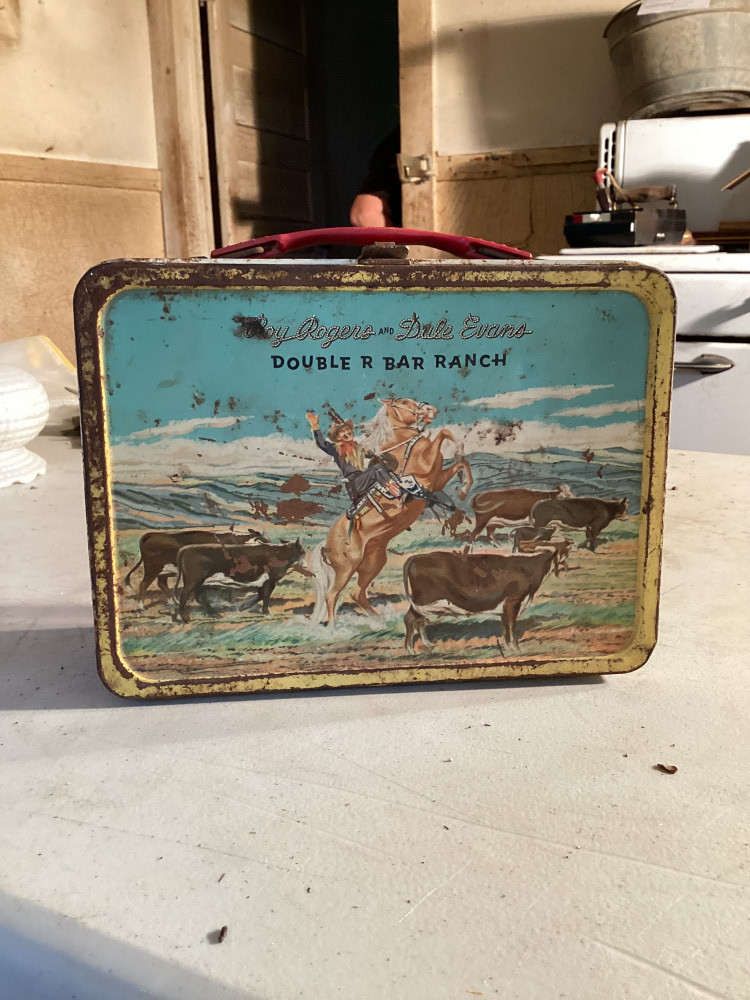 Roy Rogers AND Dale Evans
DOUBLE R BAR RANCH